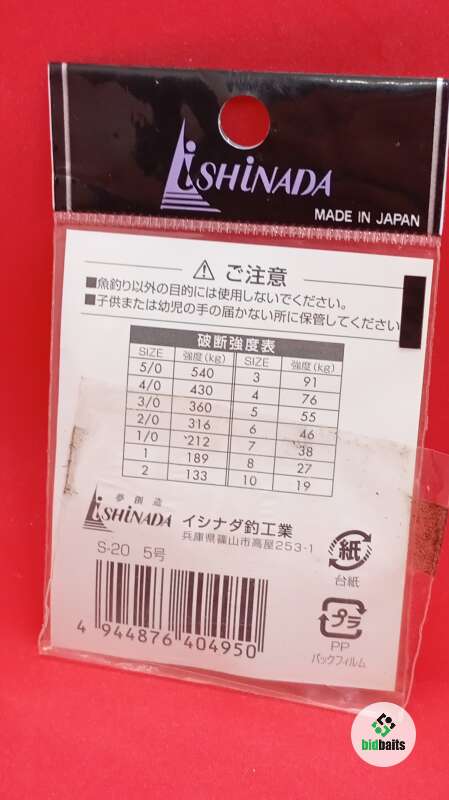 iSHiNADA
MADE IN JAPAN
ご注意
■魚釣り以外の目的には使用しないでください。
■子供または幼児の手の届かない所に保管してください
破断強度表
SIZE 強度(kg) SIZE 強度(kg)
5/0 540 3 91
4/0 430 4 76
3/0 360 5 55
2/0 316 6 46
1/0 212 7 38
1 189 8 27
2 133 10 19
夢創造
iSHiNADA イシナダ釣工業
兵庫県篠山市高屋253-1
S-20 5号
4 944876 404950
紙
台紙
プラ
PP
バックフィルム
bidbaits